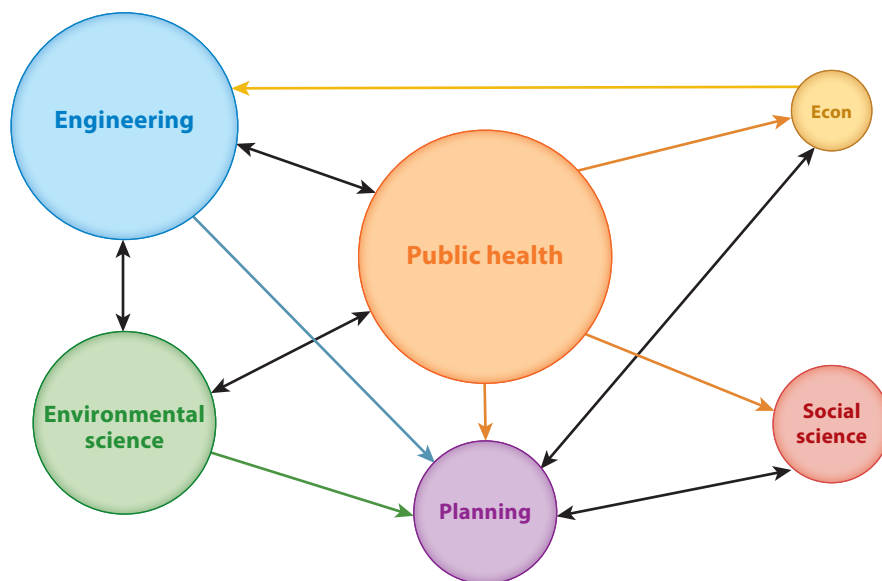 Engineering
Econ
Public health
Environmental
science
Social
science
Planning